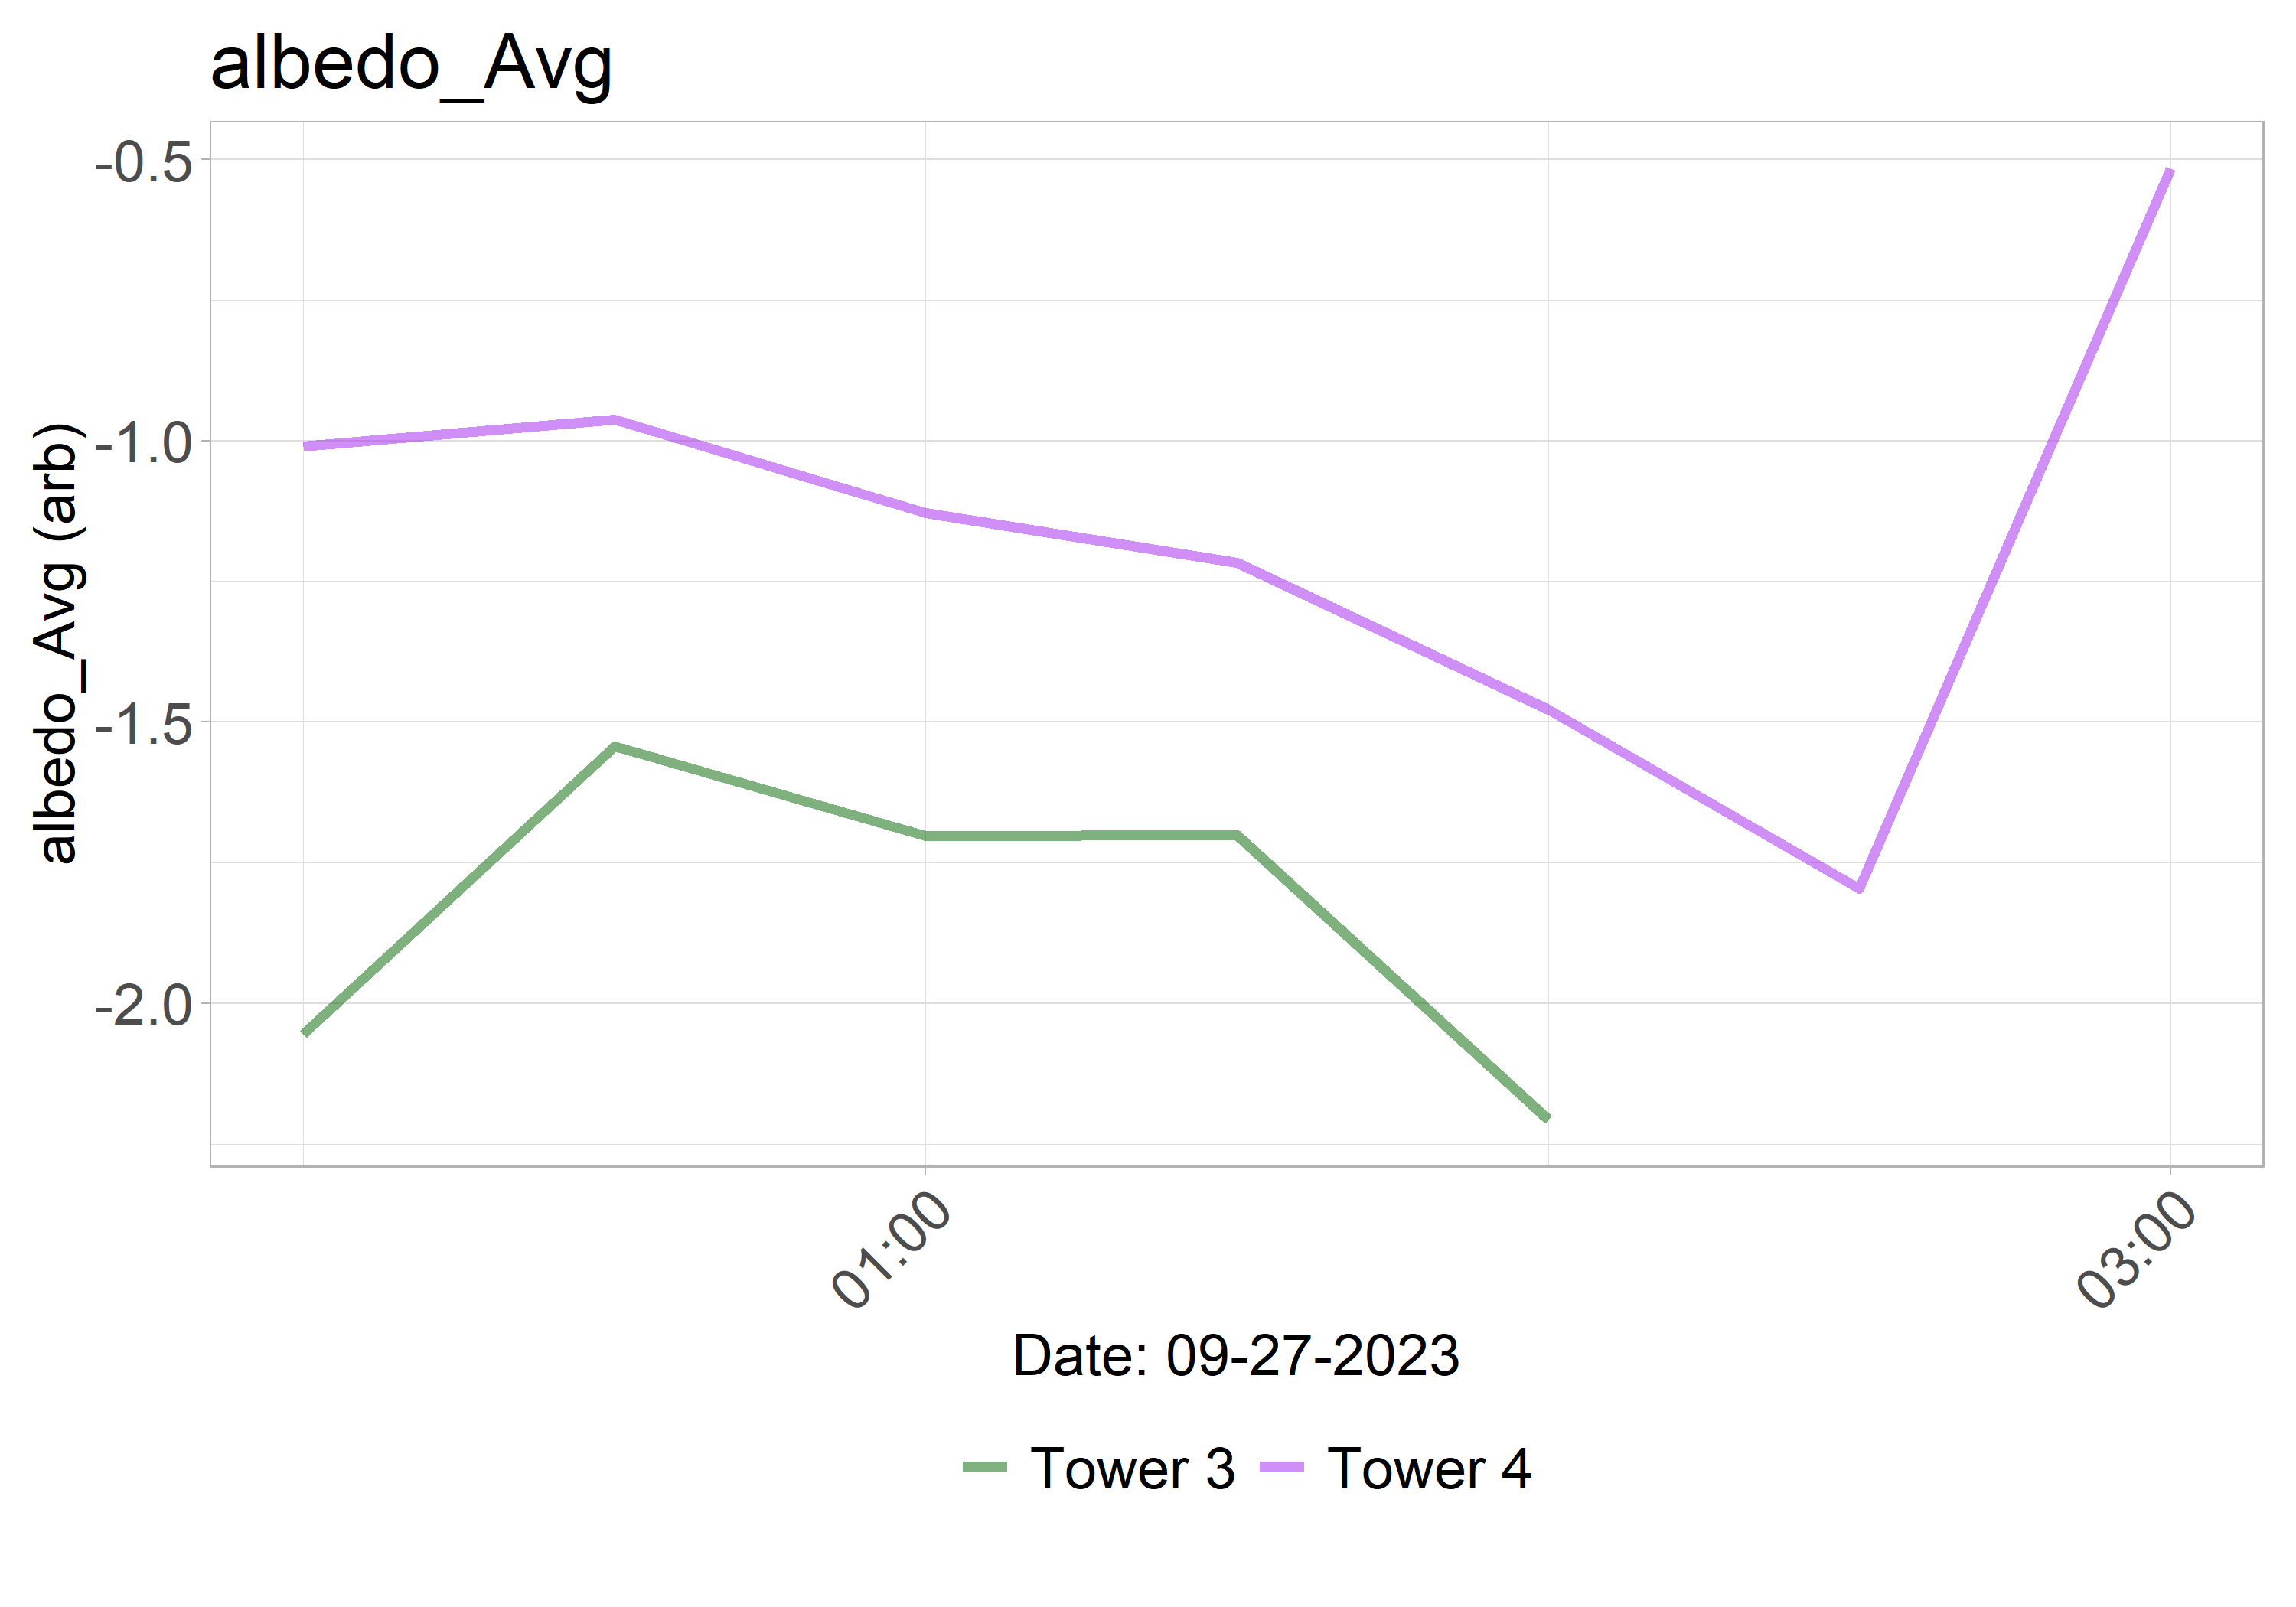 albedo_Avg
albedo_Avg (arb)
-0.5
-1.0
-1.5
-2.0
01:00
03:00
Date: 09-27-2023
Tower 3
Tower 4